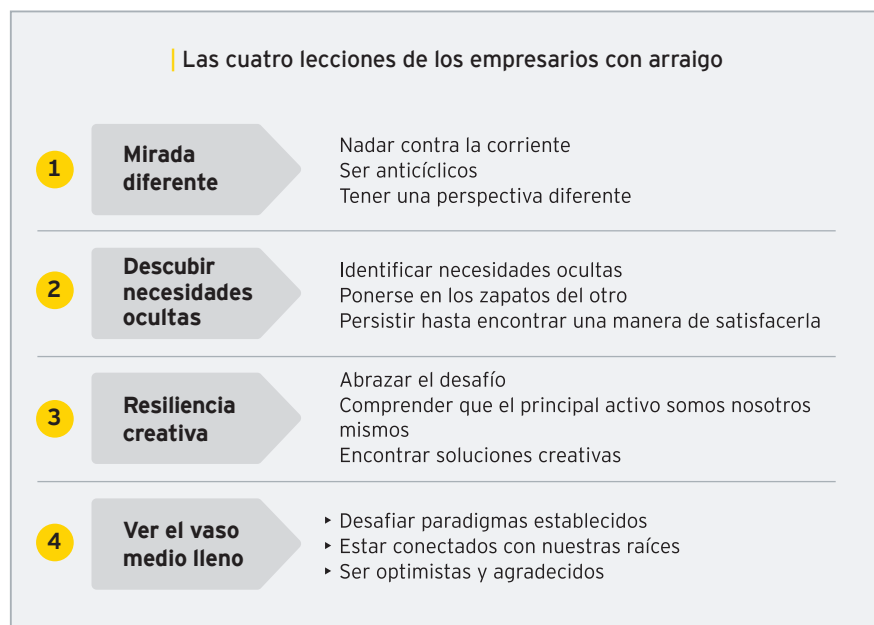 Las cuatro lecciones de los empresarios con arraigo
1
Mirada
diferente
Nadar contra la corriente
Ser anticíclicos
Tener una perspectiva diferente
2
Descubir
necesidades
ocultas
Identificar necesidades ocultas
Ponerse en los zapatos del otro
Persistir hasta encontrar una manera de satisfacerla
3
Resiliencia
creativa
Abrazar el desafío
Comprender que el principal activo somos nosotros
mismos
Encontrar soluciones creativas
4
Ver el vaso
medio lleno
‣ Desafiar paradigmas establecidos
‣ Estar conectados con nuestras raíces
‣ Ser optimistas y agradecidos